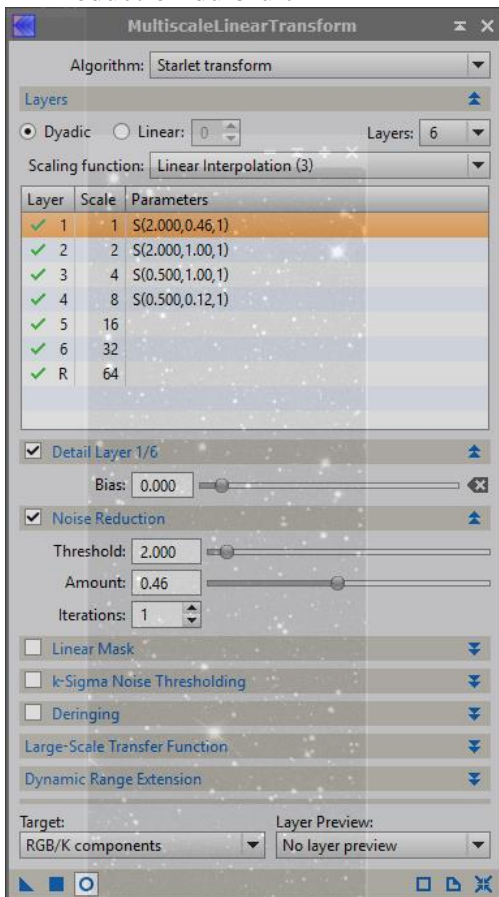 MultiscaleLinearTransform
Algorithm: Starlet transform
Layers
Dyadic Linear: 0 Layers: 6
Scaling function: Linear Interpolation (3)
Layer Scale Parameters
1 1 S(2.000,0.46,1)
2 2 S(2.000,1.00,1)
3 4 S(0.500,1.00,1)
4 8 S(0.500,0.12,1)
5 16
6 32
R 64
Detail Layer 1/6
Bias: 0.000
Noise Reduction
Threshold: 2.000
Amount: 0.46
Iterations: 1
Linear Mask
k-Sigma Noise Thresholding
Deringing
Large-Scale Transfer Function
Dynamic Range Extension
Target: Layer Preview:
RGB/K components No layer preview